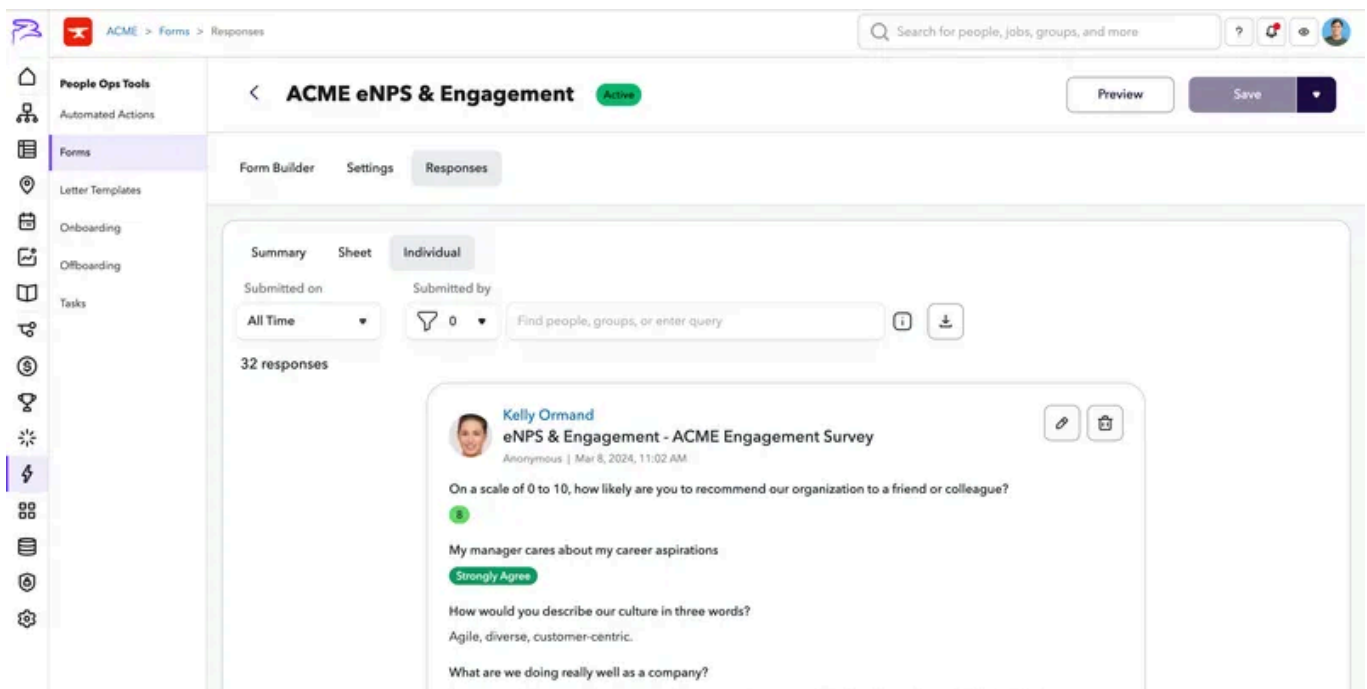 ACME > Forms > Responses
Search for people, jobs, groups, and more
?
People Ops Tools
Automated Actions
Forms
Letter Templates
Onboarding
Offboarding
Tasks
ACME eNPS & Engagement
Active
Preview
Save
Form Builder
Settings
Responses
Summary
Sheet
Individual
Submitted on
Submitted by
All Time
0
Find people, groups, or enter query
32 responses
Kelly Ormand
eNPS & Engagement - ACME Engagement Survey
Anonymous | Mar 8, 2024, 11:02 AM
On a scale of 0 to 10, how likely are you to recommend our organization to a friend or colleague?
8
My manager cares about my career aspirations
Strongly Agree
How would you describe our culture in three words?
Agile, diverse, customer-centric.
What are we doing really well as a company?